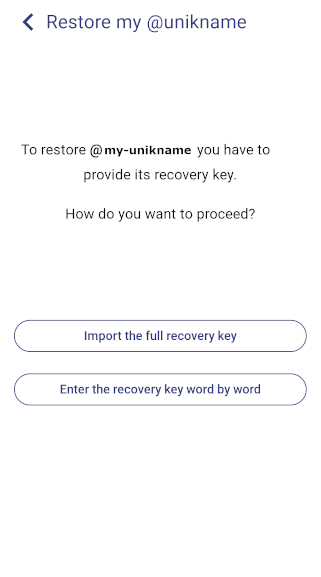 Restore my @unikname
To restore @my-unikname you have to
provide its recovery key.
How do you want to proceed?
Import the full recovery key
Enter the recovery key word by word